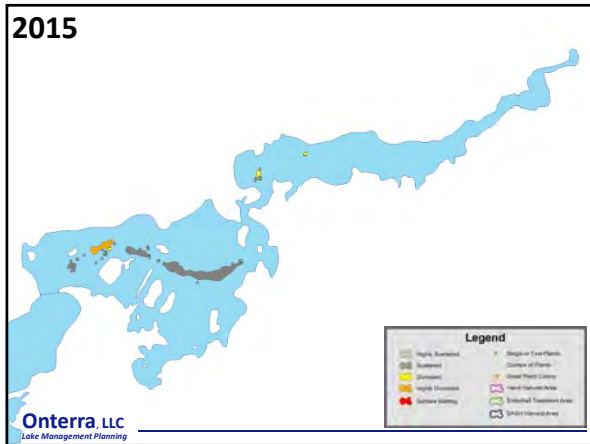 2015
Legend
Highly Scattered
Scattered
Dominant
Highly Dominant
Surface Matting
Single or Few Plants
Clumps of Plants
Small Plant Colony
Hand Harvest Area
DASH Harvest Area
Onterra, LLC
Lake Management Planning